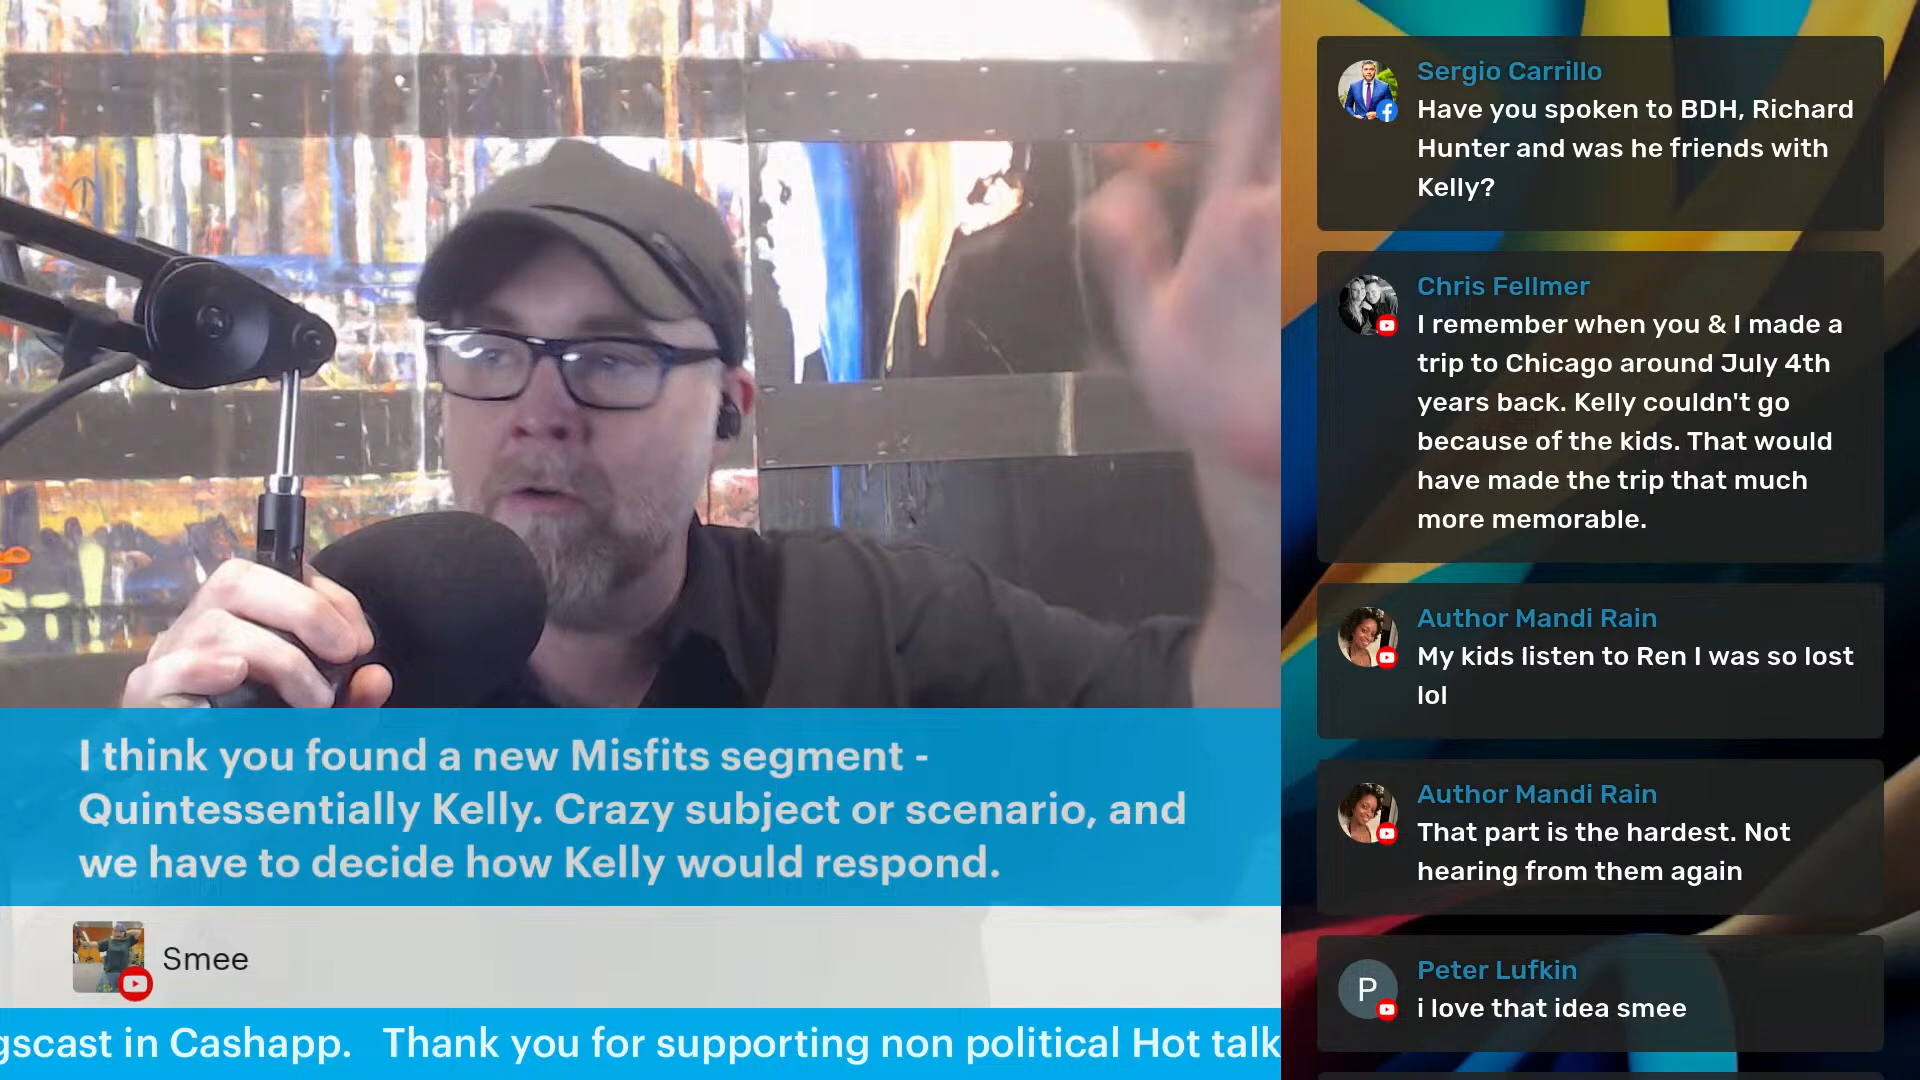 Sergio Carrillo
Have you spoken to BDH, Richard
Hunter and was he friends with
Kelly?
Chris Fellmer
I remember when you & I made a
trip to Chicago around July 4th
years back. Kelly couldn't go
because of the kids. That would
have made the trip that much
more memorable.
Author Mandi Rain
My kids listen to Ren I was so lost
lol
Author Mandi Rain
That part is the hardest. Not
hearing from them again
P
Peter Lufkin
i love that idea smee
I think you found a new Misfits segment -
Quintessentially Kelly. Crazy subject or scenario, and
we have to decide how Kelly would respond.
Smee
gscast in Cashapp. Thank you for supporting non political Hot talk